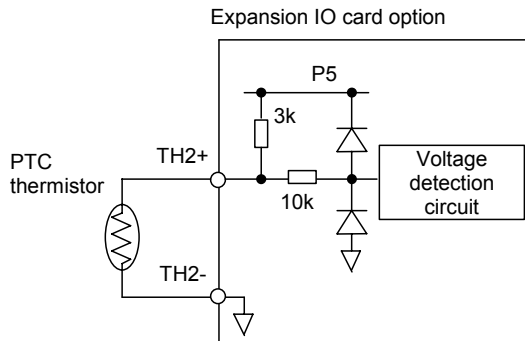 Expansion IO card option
P5
3k
PTC
thermistor
TH2+
10k
Voltage
detection
circuit
TH2-